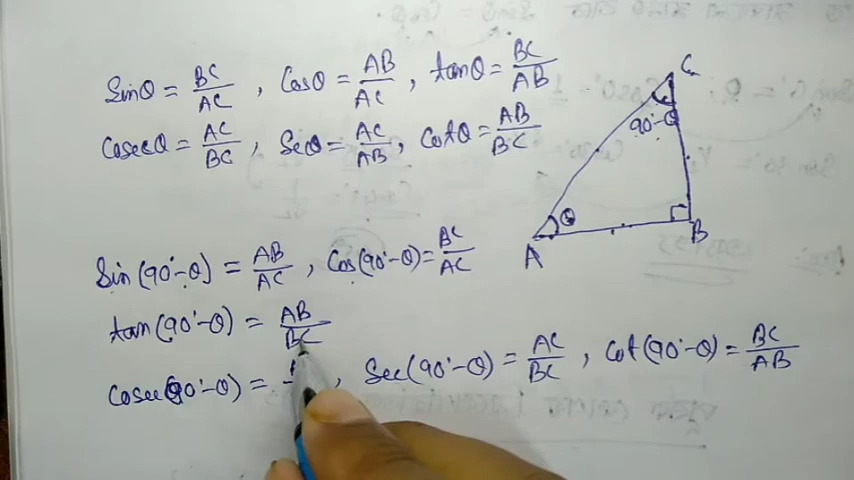 Sinθ = BC/AC , Cosθ = AB/AC , tanθ = BC/AB
Cosecθ = AC/BC , Secθ = AC/AB , Cotθ = AB/BC
C
90°-θ
θ
A
B
Sin(90°-θ) = AB/AC , Cos(90°-θ) = BC/AC
tan(90°-θ) = AB/BC
Cosec(90°-θ) = , Sec(90°-θ) = AC/BC , Cot(90°-θ) = BC/AB